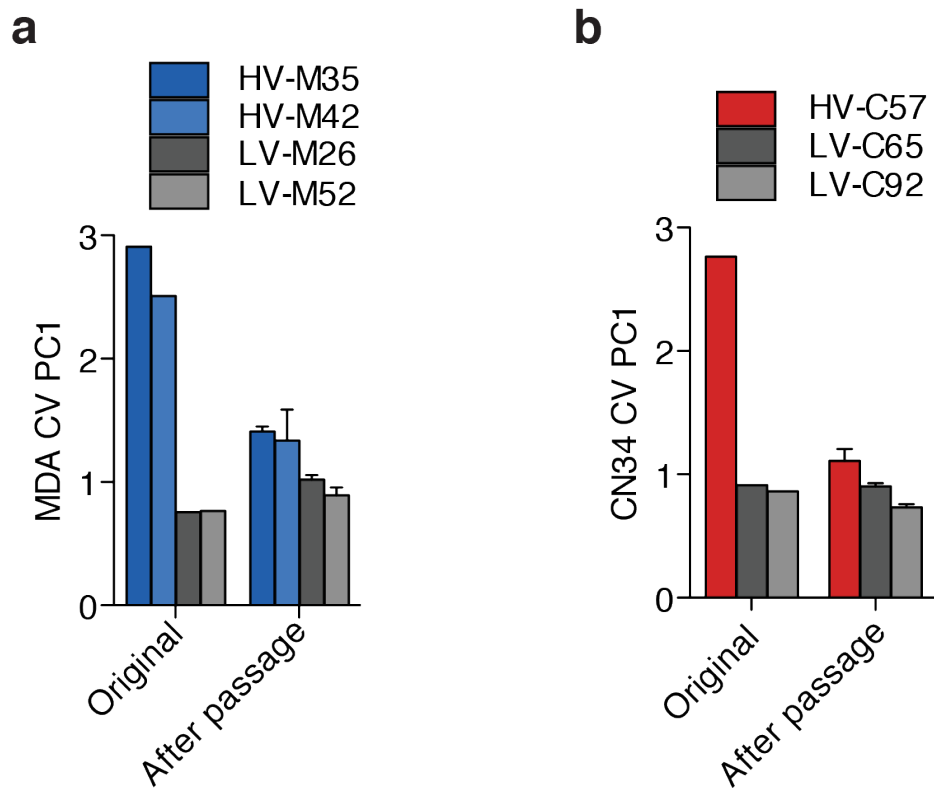 a
HV-M35
HV-M42
LV-M26
LV-M52
MDA CV PC1
3
2
1
0
Original
After passage
b
HV-C57
LV-C65
LV-C92
CN34 CV PC1
3
2
1
0
Original
After passage